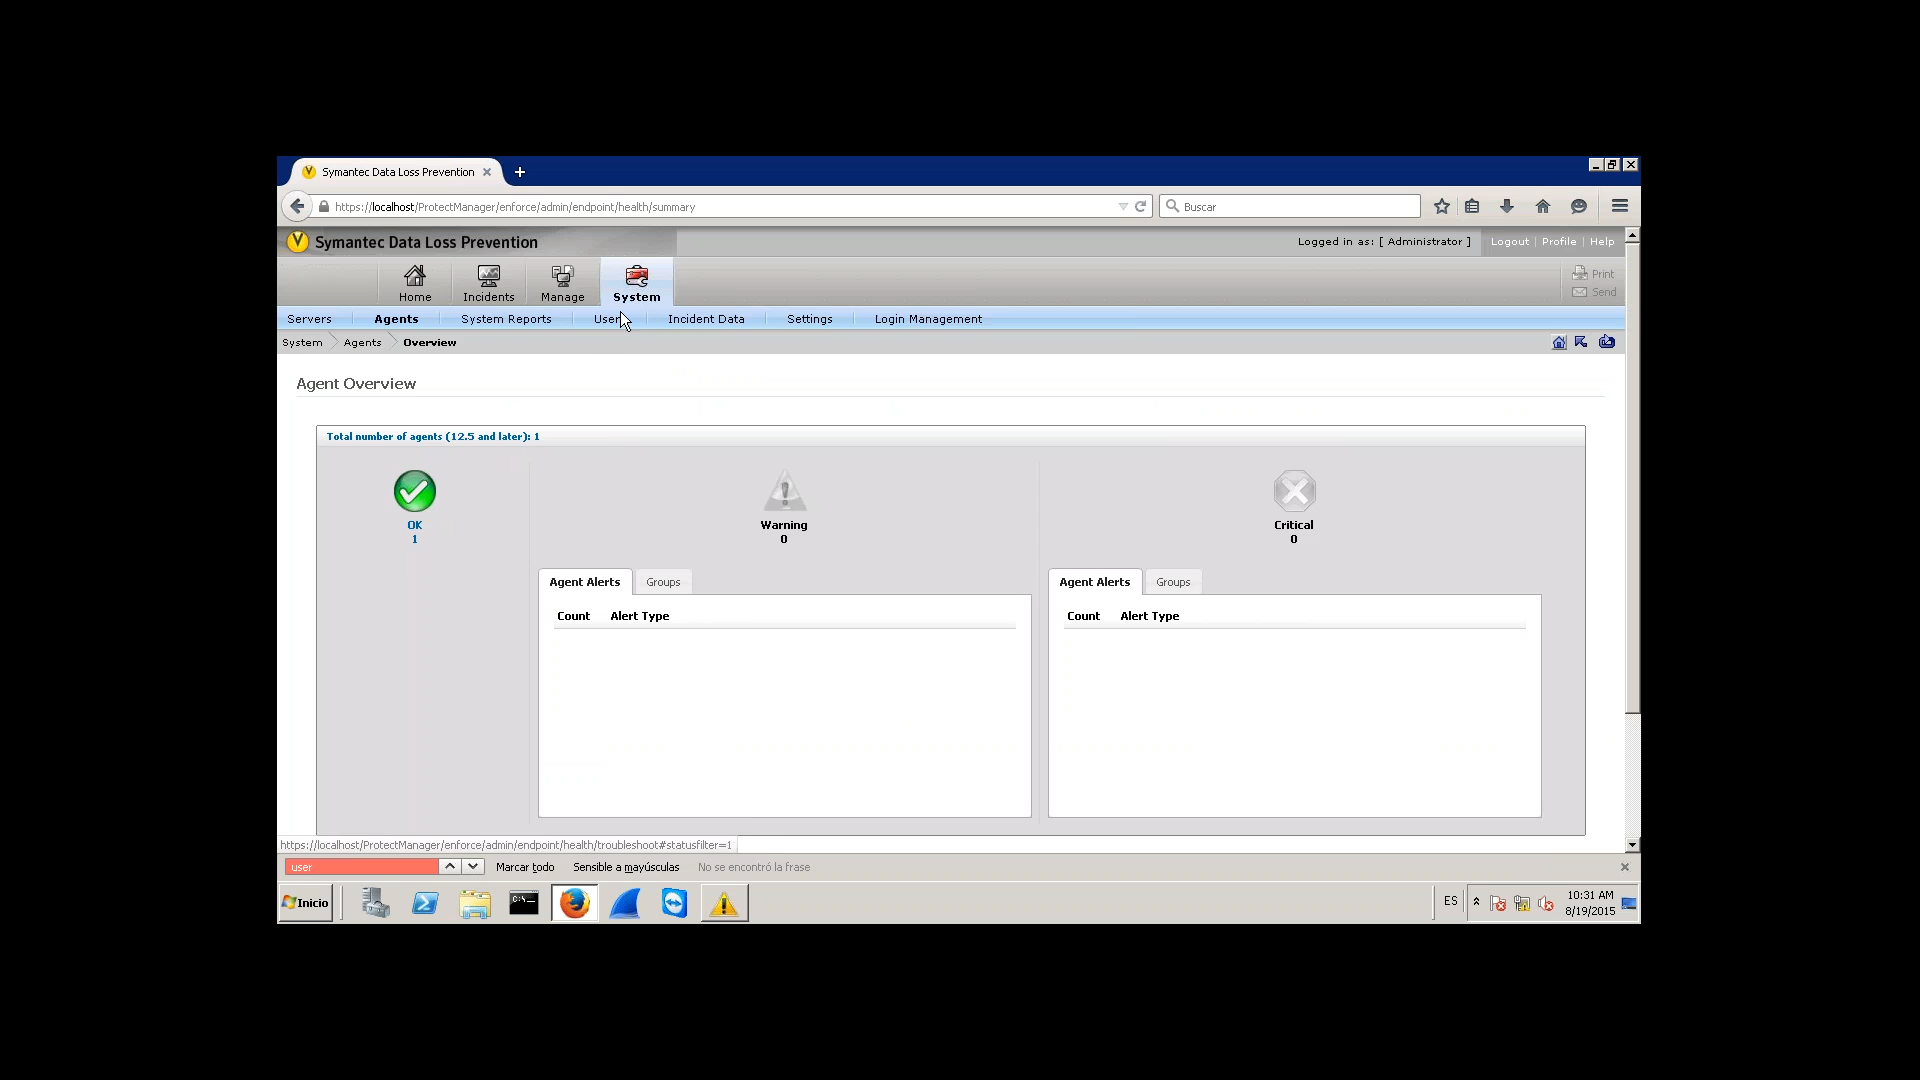 Symantec Data Loss Prevention
https://localhost/ProtectManager/enforce/admin/endpoint/health/summary
Buscar
Symantec Data Loss Prevention
Logged in as: [ Administrator ]
Logout | Profile | Help
Home
Incidents
Manage
System
Print
Send
Servers
Agents
System Reports
User
Incident Data
Settings
Login Management
System
Agents
Overview
Agent Overview
Total number of agents (12.5 and later): 1
OK
1
Warning
0
Critical
0
Agent Alerts
Groups
Count Alert Type
Agent Alerts
Groups
Count Alert Type
https://localhost/ProtectManager/enforce/admin/endpoint/health/troubleshoot#statusfilter=1
user
Marcar todo
Sensible a mayúsculas
No se encontró la frase
Inicio
C:\_
ES
10:31 AM
8/19/2015